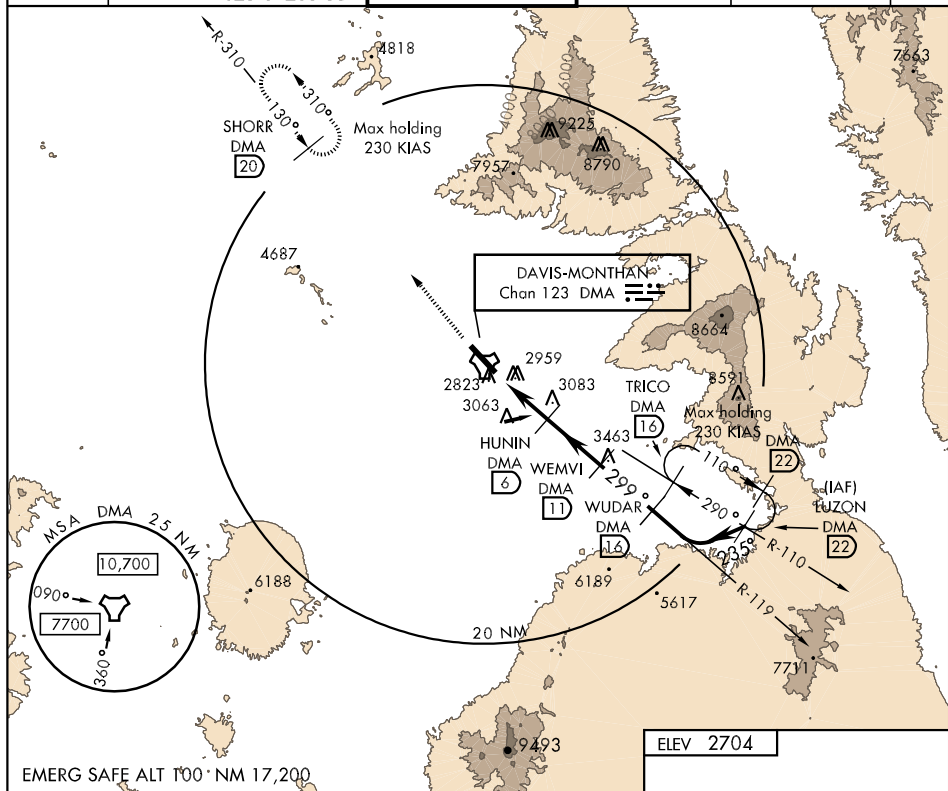 R-310
4818
7663
310°
130°
SHORR
DMA
20
Max holding
230 KIAS
4000
6000
9225
8790
7957
4687
DAVIS-MONTHAN
Chan 123 DMA
8664
2959
2823
3083
3063
8591
TRICO
DMA
16
Max holding
230 KIAS
DMA
22
HUNIN
DMA
6
3463
WEMVI
DMA
11
110°
299°
290°
WUDAR
DMA
16
(IAF)
LUZON
DMA
22
235°
R-110
R-119
MSA DMA 25 NM
10,700
090°
7700
360°
6188
6189
5617
20 NM
7711
9493
ELEV 2704
EMERG SAFE ALT 100 NM 17,200